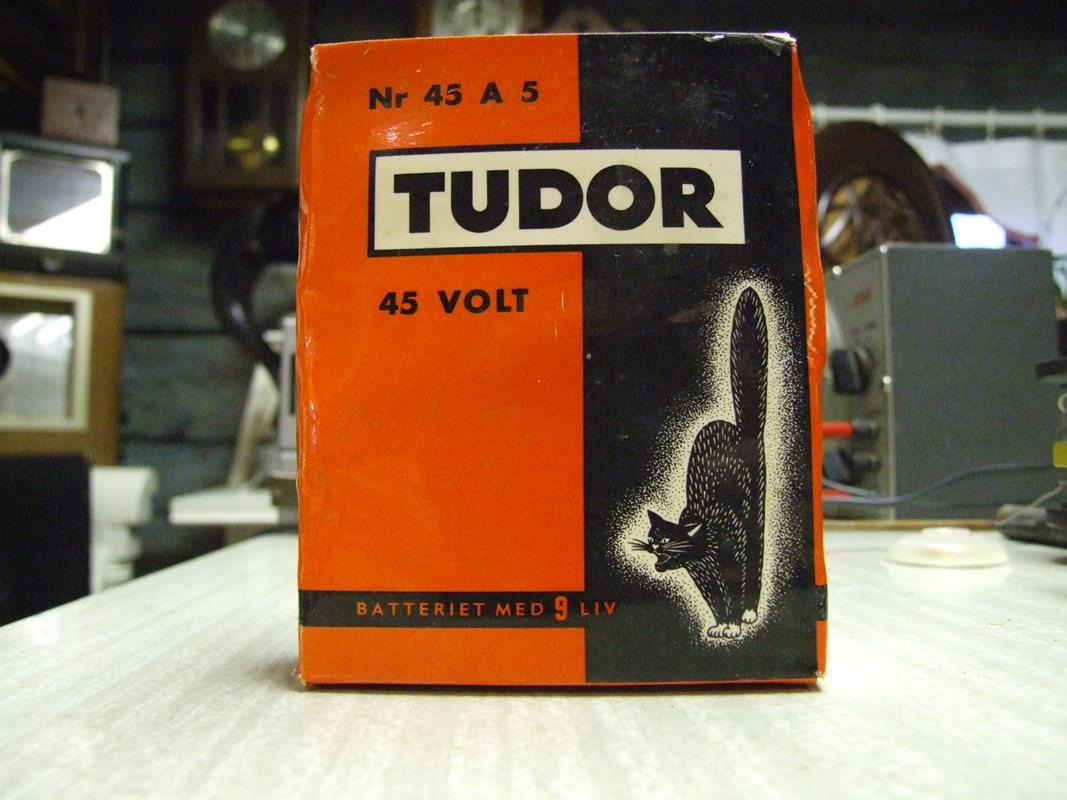 Nr 45 A 5
TUDOR
45 VOLT
BATTERIET MED 9 LIV